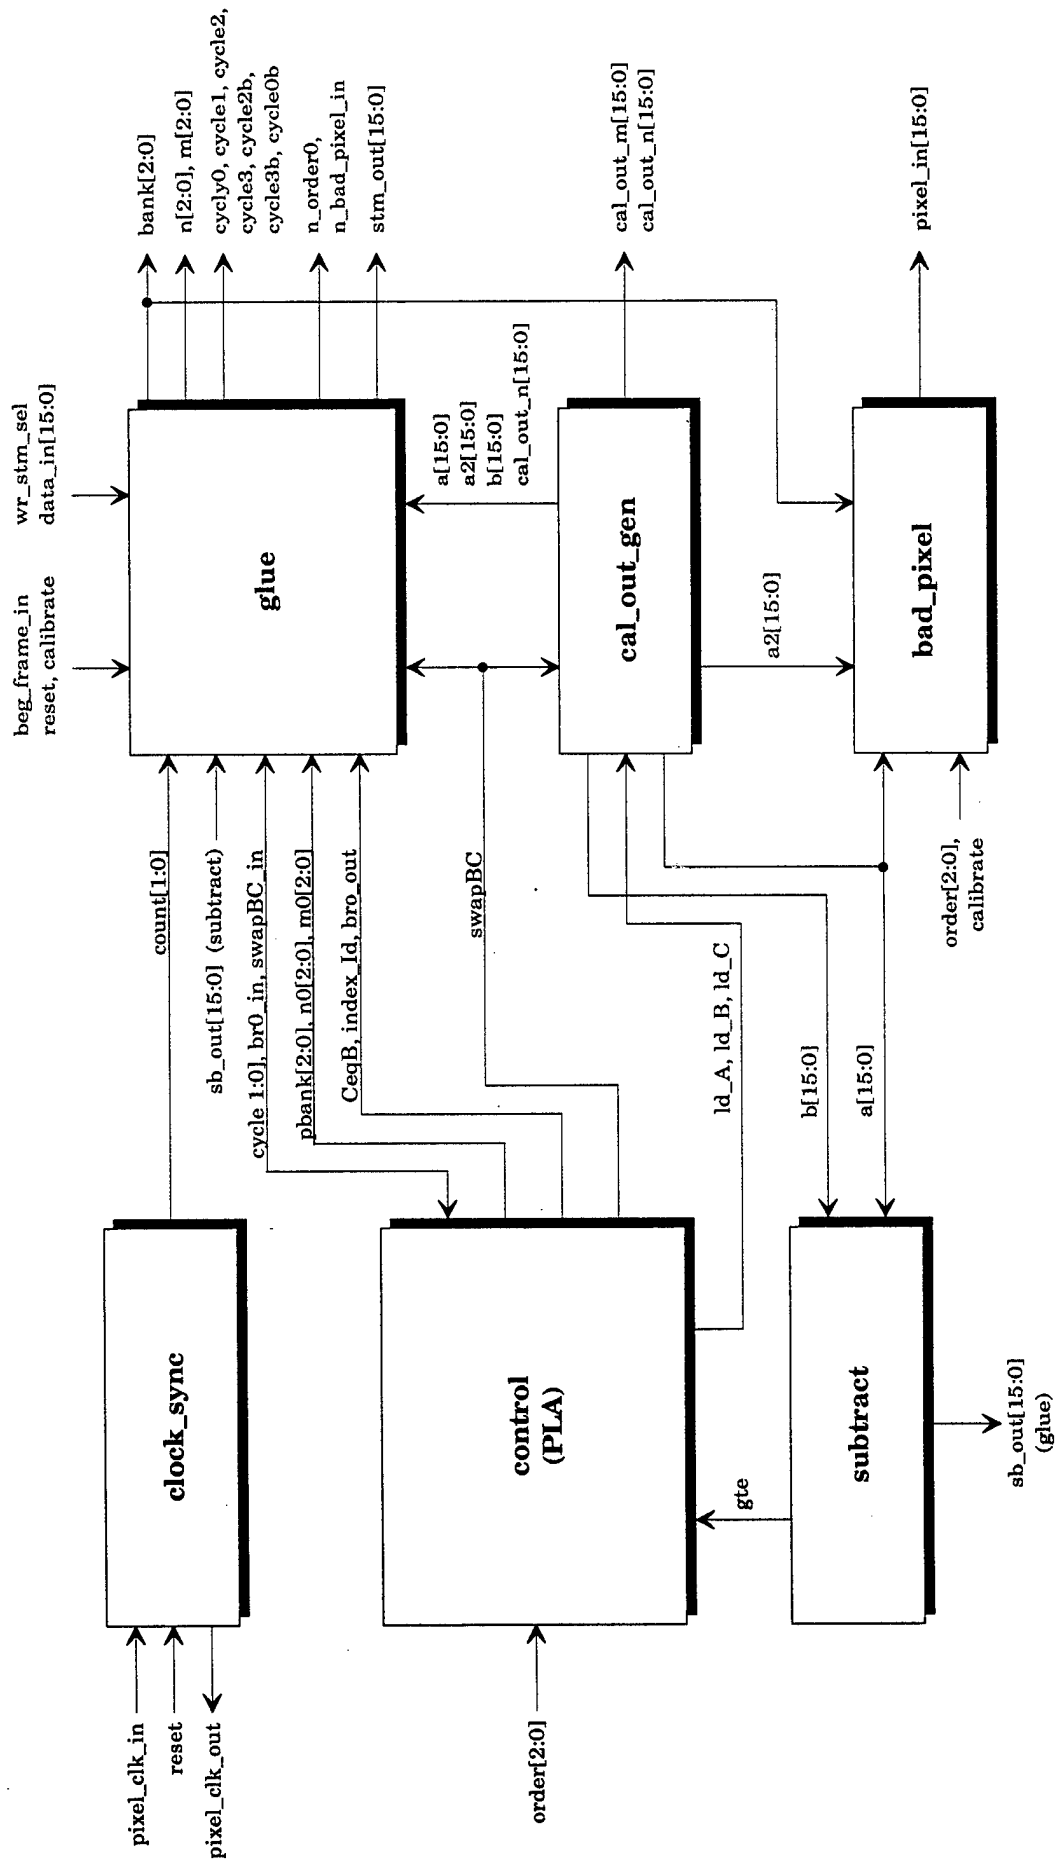 beg_frame_in
reset, calibrate
wr_stm_sel
data_in[15:0]
pixel_clk_in
reset
pixel_clk_out
clock_sync
count[1:0]
sb_out[15:0] (subtract)
cycle 1:0], br0_in, swapBC_in
pbank[2:0], n0[2:0], m0[2:0]
CeqB, index_ld, bro_out
glue
bank[2:0]
n[2:0], m[2:0]
cycly0, cycle1, cycle2,
cycle3, cycle2b,
cycle3b, cycle0b
n_order0,
n_bad_pixel_in
stm_out[15:0]
order[2:0]
control
(PLA)
swapBC
a[15:0]
a2[15:0]
b[15:0]
cal_out_n[15:0]
cal_out_gen
cal_out_m[15:0]
cal_out_n[15:0]
ld_A, ld_B, ld_C
gte
b[15:0]
a[15:0]
a2[15:0]
subtract
sb_out[15:0]
(glue)
order[2:0],
calibrate
bad_pixel
pixel_in[15:0]